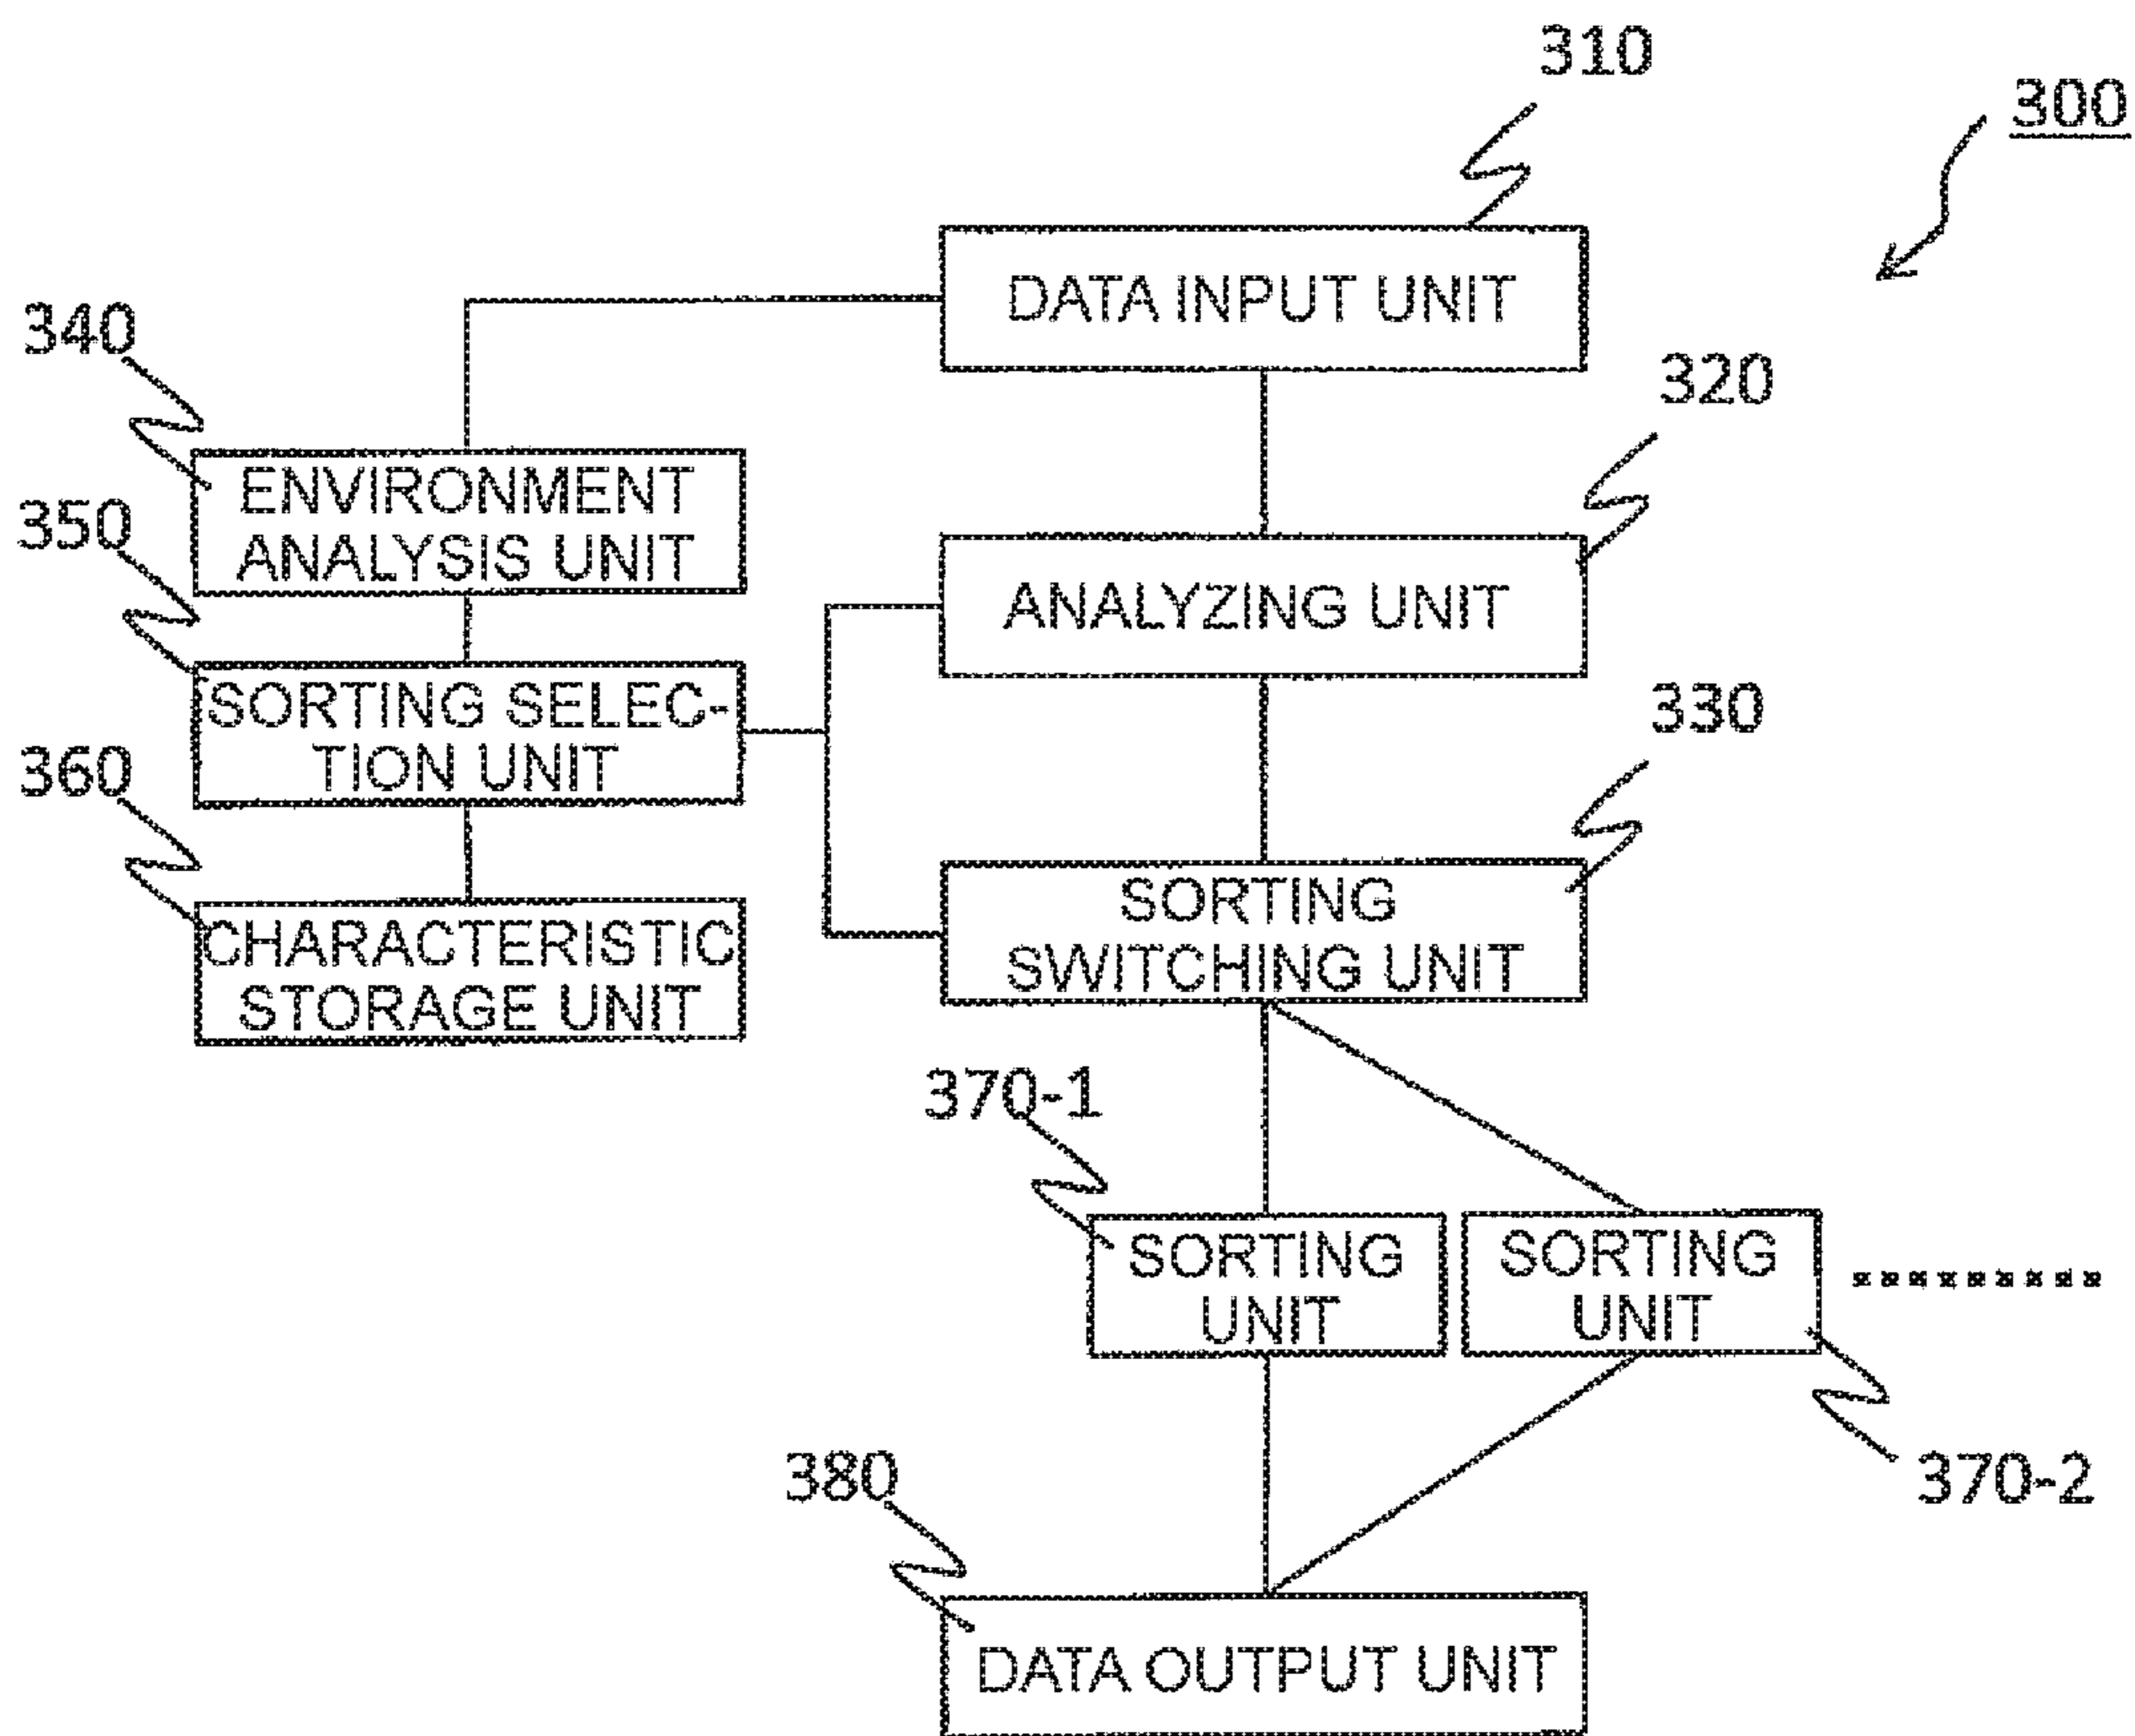 310
300
DATA INPUT UNIT
340
320
ENVIRONMENT
ANALYSIS UNIT
350
ANALYZING UNIT
SORTING SELEC-
TION UNIT
330
360
SORTING
SWITCHING UNIT
CHARACTERISTIC
STORAGE UNIT
370-1
SORTING
UNIT
SORTING
UNIT
370-2
380
DATA OUTPUT UNIT